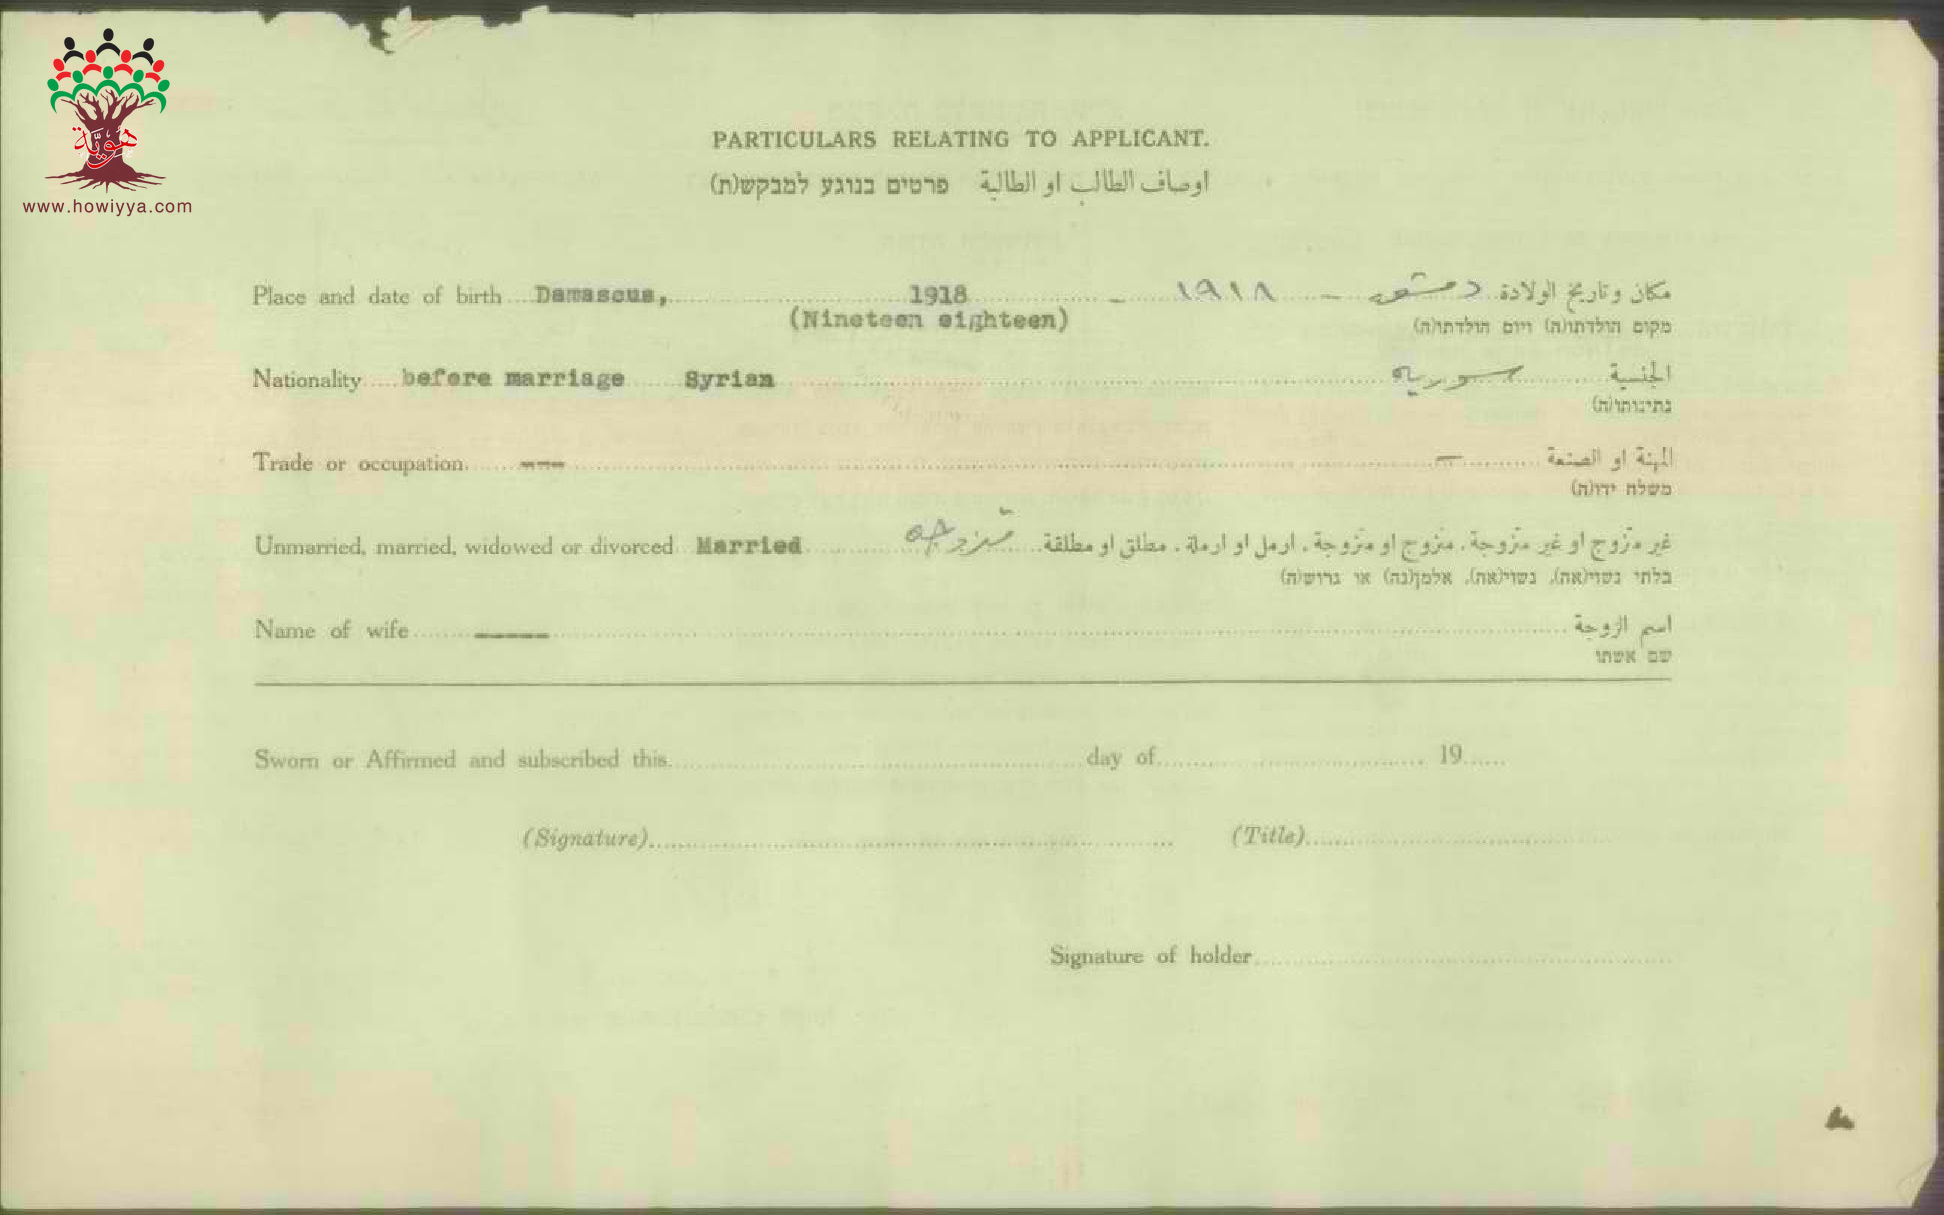 هويّة
www.howiyya.com
PARTICULARS RELATING TO APPLICANT.
اوصاف الطالب او الطالبة פרטים בנוגע למבקש(ת)
Place and date of birth Damascus, 1918 - ١٩١٨ - دمشق مكان وتاريخ الولادة
(Nineteen eighteen) מקום הולדתו(ה) ויום הולדתו(ה)
Nationality before marriage Syrian سوريه الجنسية
נתינותו(ה)
Trade or occupation --- — المهنة او الصنعة
משלח ידו(ה)
Unmarried, married, widowed or divorced Married متزوجه غير متزوج او غير متزوجة، متزوج او متزوجة، ارمل او ارملة، مطلق او مطلقة
בלתי נשוי(אה), נשוי(אה), אלמן(נה) או גרוש(ה)
Name of wife ----- اسم الزوجة
שם אשתו
Sworn or Affirmed and subscribed this day of 19
(Signature) (Title)
Signature of holder